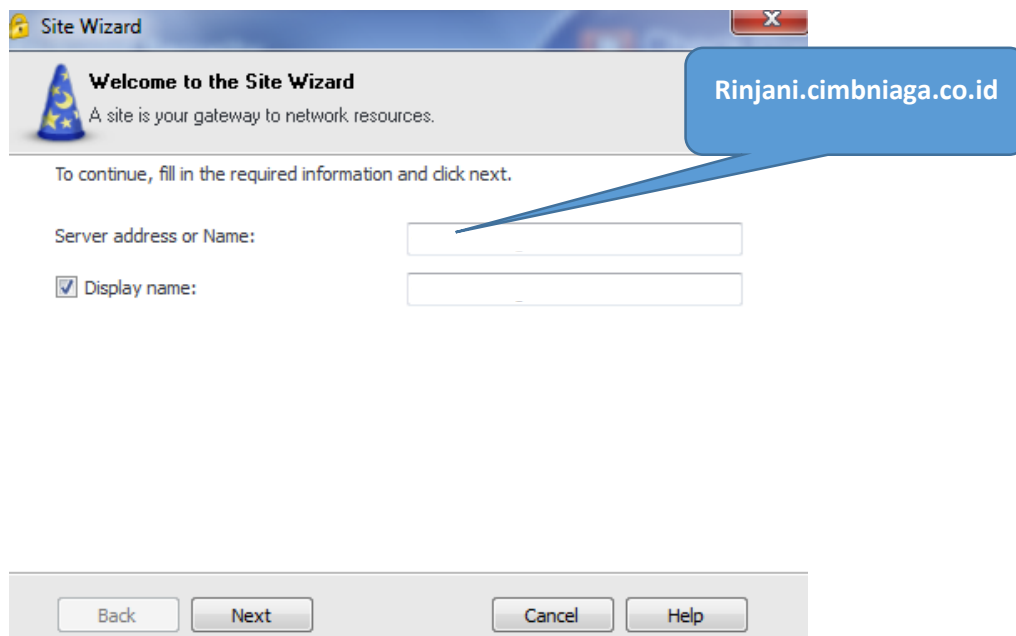 Site Wizard
X
Welcome to the Site Wizard
A site is your gateway to network resources.
Rinjani.cimbniaga.co.id
To continue, fill in the required information and click next.
Server address or Name:
Display name:
Back Next Cancel Help